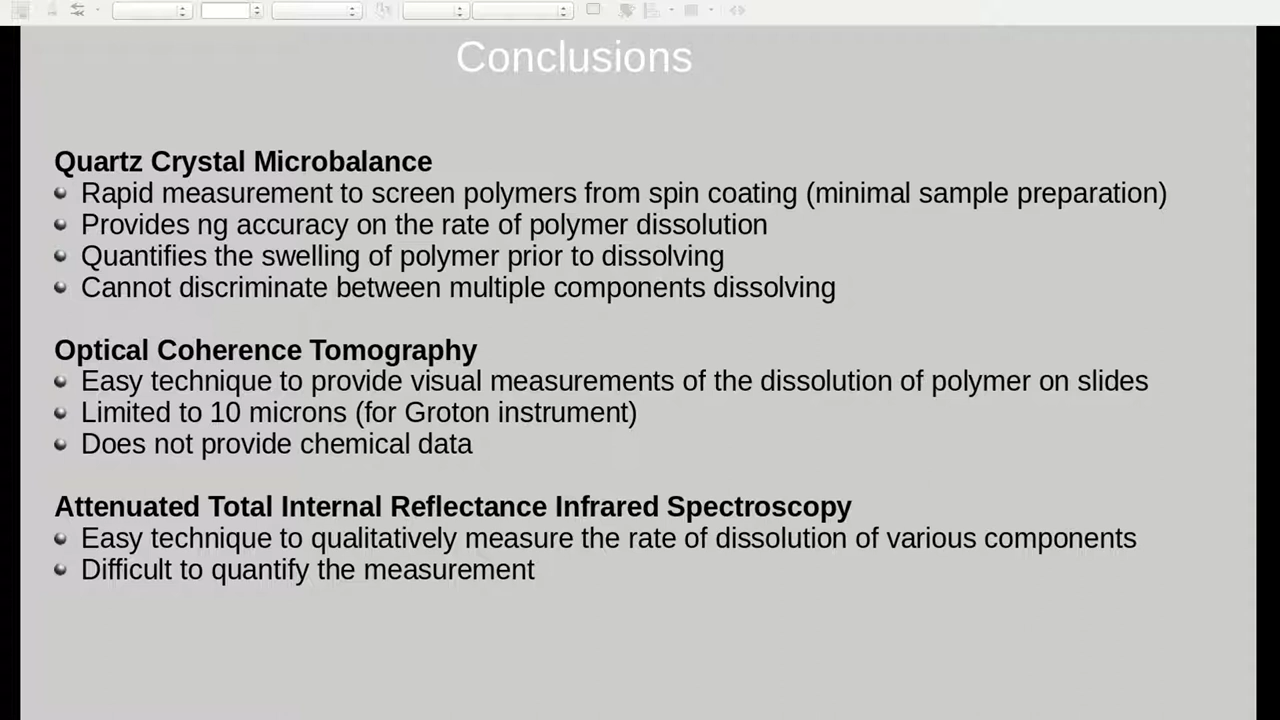 Conclusions
Quartz Crystal Microbalance
Rapid measurement to screen polymers from spin coating (minimal sample preparation)
Provides ng accuracy on the rate of polymer dissolution
Quantifies the swelling of polymer prior to dissolving
Cannot discriminate between multiple components dissolving
Optical Coherence Tomography
Easy technique to provide visual measurements of the dissolution of polymer on slides
Limited to 10 microns (for Groton instrument)
Does not provide chemical data
Attenuated Total Internal Reflectance Infrared Spectroscopy
Easy technique to qualitatively measure the rate of dissolution of various components
Difficult to quantify the measurement